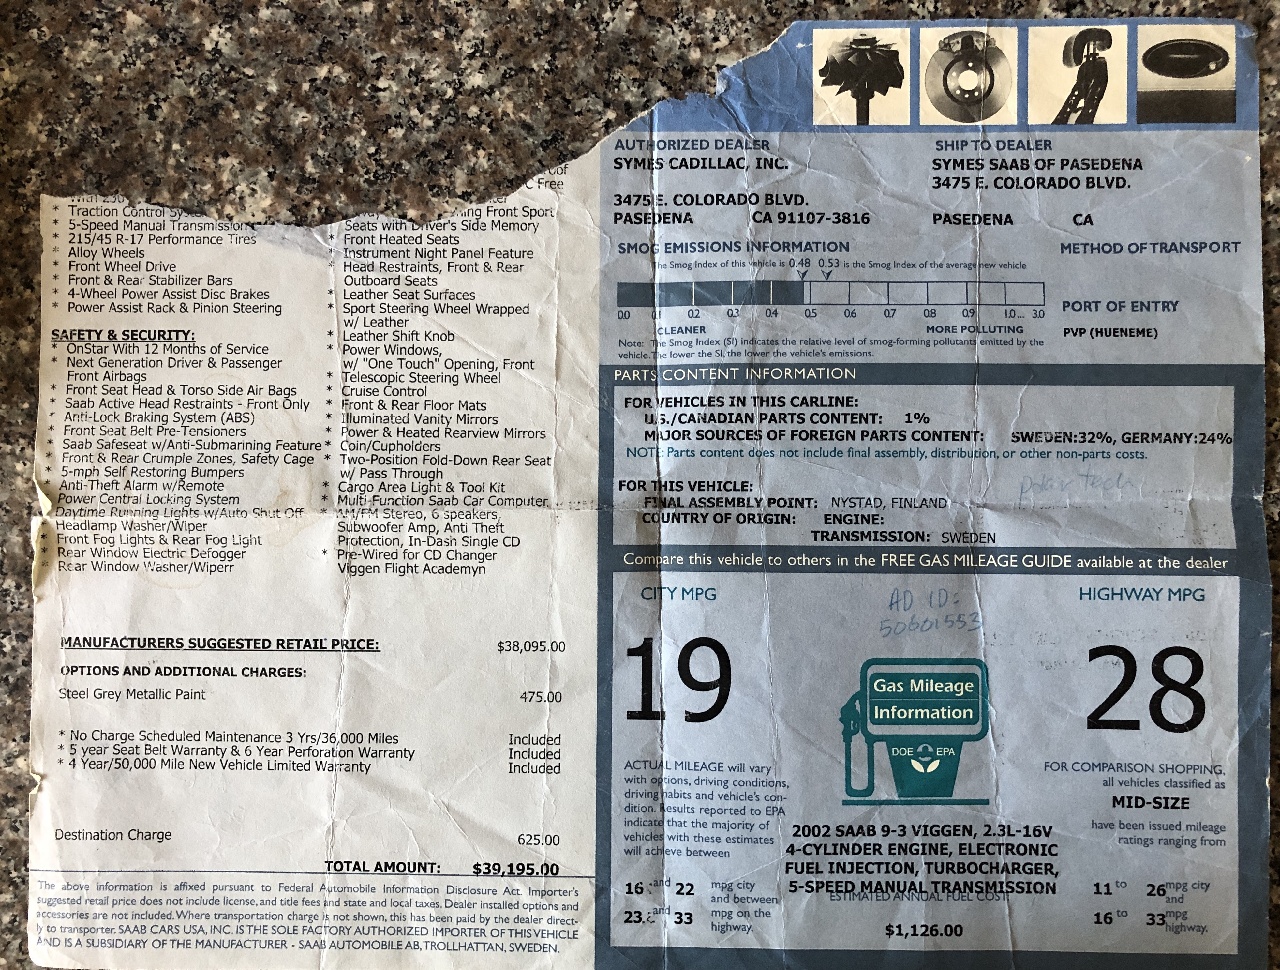 Traction Control
* 5-Speed Manual Transmission
* 215/45 R-17 Performance Tires
* Alloy Wheels
* Front Wheel Drive
Front & Rear Stabilizer Bars
* 4-Wheel Power Assist Disc Brakes
* Power Assist Rack & Pinion Steering
SAFETY & SECURITY:
* OnStar With 12 Months of Service
* Next Generation Driver & Passenger
Front Airbags
* Front Seat Head & Torso Side Air Bags
* Saab Active Head Restraints - Front Only
* Anti-Lock Braking System (ABS)
* Front Seat Belt Pre-Tensioners
* Saab Safeseat w/Anti-Submarining Feature
* Front & Rear Crumple Zones, Safety Cage
* 5-mph Self Restoring Bumpers
* Anti-Theft Alarm w/Remote
Power Central Locking System
Daytime Running Lights w/Auto Shut Off
Headlamp Washer/Wiper
* Front Fog Lights & Rear Fog Light
* Rear Window Electric Defogger
* Rear Window Washer/Wiperr
Free
Front Sport
Seats with Driver's Side Memory
* Front Heated Seats
* Instrument Night Panel Feature
* Head Restraints, Front & Rear
Outboard Seats
* Leather Seat Surfaces
* Sport Steering Wheel Wrapped
w/ Leather
* Leather Shift Knob
* Power Windows,
w/ "One Touch" Opening, Front
* Telescopic Steering Wheel
* Cruise Control
* Front & Rear Floor Mats
* Illuminated Vanity Mirrors
* Power & Heated Rearview Mirrors
* Coin/Cupholders
* Two-Position Fold-Down Rear Seat
w/ Pass Through
* Cargo Area Light & Tool Kit
* Multi-Function Saab Car Computer
* AM/FM Stereo, 6 speakers,
Subwoofer Amp, Anti Theft
Protection, In-Dash Single CD
* Pre-Wired for CD Changer
Viggen Flight Academyn
MANUFACTURERS SUGGESTED RETAIL PRICE: $38,095.00
OPTIONS AND ADDITIONAL CHARGES:
Steel Grey Metallic Paint 475.00
* No Charge Scheduled Maintenance 3 Yrs/36,000 Miles Included
* 5 year Seat Belt Warranty & 6 Year Perforation Warranty Included
* 4 Year/50,000 Mile New Vehicle Limited Warranty Included
Destination Charge 625.00
TOTAL AMOUNT: $39,195.00
The above information is affixed pursuant to Federal Automobile Information Disclosure Act. Importer's
suggested retail price does not include license, and title fees and state and local taxes. Dealer installed options and
accessories are not included. Where transportation charge is not shown, this has been paid by the dealer direct-
ly to transporter. SAAB CARS USA, INC. IS THE SOLE FACTORY AUTHORIZED IMPORTER OF THIS VEHICLE
AND IS A SUBSIDIARY OF THE MANUFACTURER - SAAB AUTOMOBILE AB, TROLLHATTAN, SWEDEN.
AUTHORIZED DEALER
SYMES CADILLAC, INC.
3475 E. COLORADO BLVD.
PASEDENA CA 91107-3816
SHIP TO DEALER
SYMES SAAB OF PASEDENA
3475 E. COLORADO BLVD.
PASEDENA CA
SMOG EMISSIONS INFORMATION
The Smog Index of this vehicle is 0.48 0.53 is the Smog Index of the average new vehicle
0.0 0.1 0.2 0.3 0.4 0.5 0.6 0.7 0.8 0.9 1.0... 3.0
CLEANER MORE POLLUTING
Note: The Smog Index (SI) indicates the relative level of smog-forming pollutants emitted by the
vehicle. The lower the SI, the lower the vehicle's emissions.
METHOD OF TRANSPORT
PORT OF ENTRY
PVP (HUENEME)
PARTS CONTENT INFORMATION
FOR VEHICLES IN THIS CARLINE:
U.S./CANADIAN PARTS CONTENT: 1%
MAJOR SOURCES OF FOREIGN PARTS CONTENT: SWEDEN:32%, GERMANY:24%
NOTE: Parts content does not include final assembly, distribution, or other non-parts costs.
FOR THIS VEHICLE:
FINAL ASSEMBLY POINT: NYSTAD, FINLAND
COUNTRY OF ORIGIN: ENGINE:
TRANSMISSION: SWEDEN
Compare this vehicle to others in the FREE GAS MILEAGE GUIDE available at the dealer
CITY MPG
19
AD ID:
50601553
HIGHWAY MPG
28
Gas Mileage
Information
DOE EPA
ACTUAL MILEAGE will vary
with options, driving conditions,
driving habits and vehicle's con-
dition. Results reported to EPA
indicate that the majority of
vehicles with these estimates
will achieve between
16 and 22 mpg city
and between
23 and 33 mpg on the
highway.
2002 SAAB 9-3 VIGGEN, 2.3L-16V
4-CYLINDER ENGINE, ELECTRONIC
FUEL INJECTION, TURBOCHARGER,
5-SPEED MANUAL TRANSMISSION
ESTIMATED ANNUAL FUEL COST:
$1,126.00
FOR COMPARISON SHOPPING,
all vehicles classified as
MID-SIZE
have been issued mileage
ratings ranging from
11 to 26 mpg city
and
16 to 33 mpg
highway.